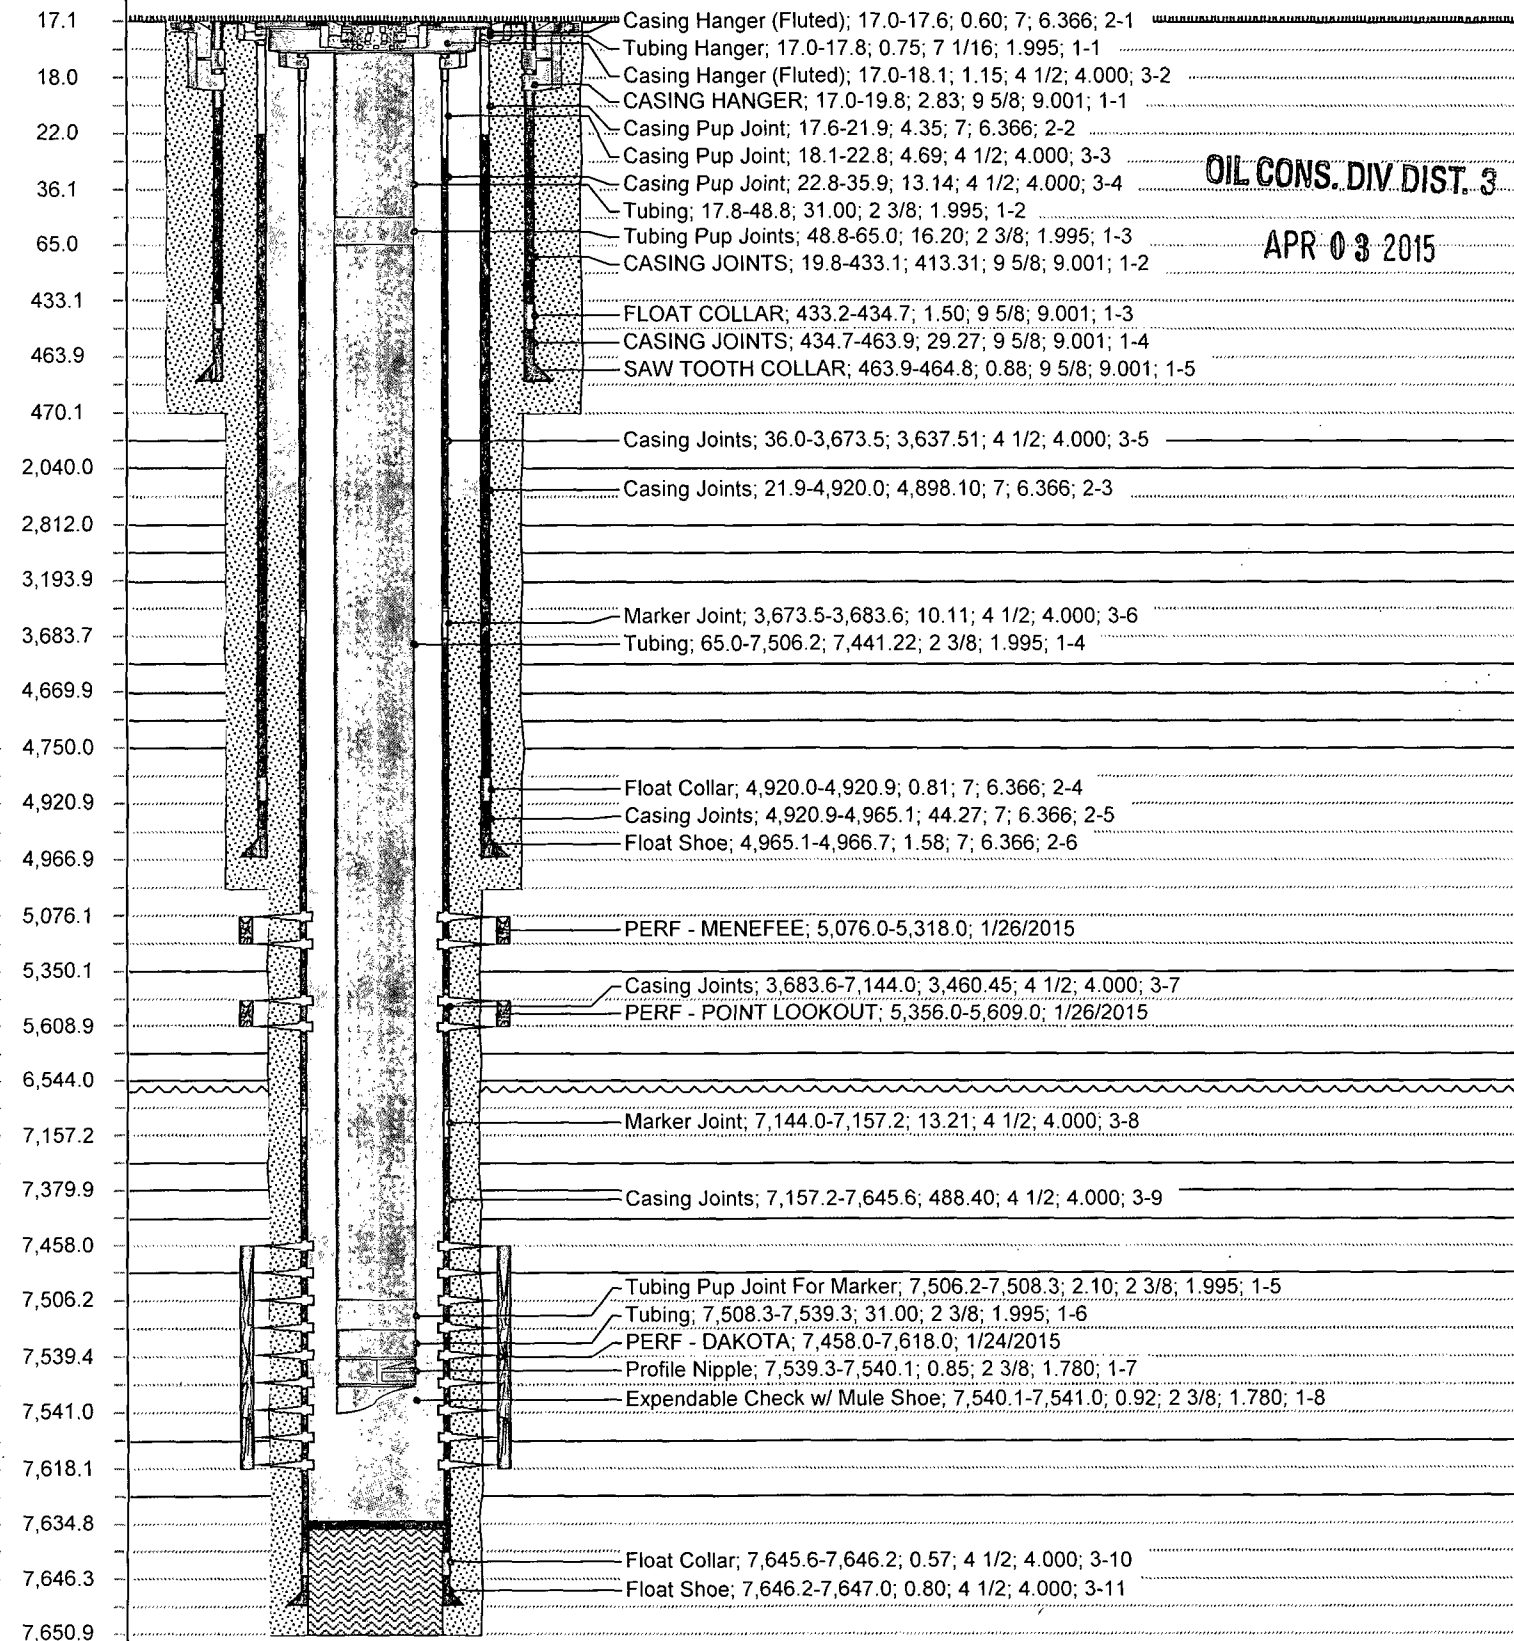 17.1
18.0
22.0
36.1
65.0
433.1
463.9
470.1
2,040.0
2,812.0
3,193.9
3,683.7
4,669.9
4,750.0
4,920.9
4,966.9
5,076.1
5,350.1
5,608.9
6,544.0
7,157.2
7,379.9
7,458.0
7,506.2
7,539.4
7,541.0
7,618.1
7,634.8
7,646.3
7,650.9
Casing Hanger (Fluted); 17.0-17.6; 0.60; 7; 6.366; 2-1
Tubing Hanger; 17.0-17.8; 0.75; 7 1/16; 1.995; 1-1
Casing Hanger (Fluted); 17.0-18.1; 1.15; 4 1/2; 4.000; 3-2
CASING HANGER; 17.0-19.8; 2.83; 9 5/8; 9.001; 1-1
Casing Pup Joint; 17.6-21.9; 4.35; 7; 6.366; 2-2
Casing Pup Joint; 18.1-22.8; 4.69; 4 1/2; 4.000; 3-3
Casing Pup Joint; 22.8-35.9; 13.14; 4 1/2; 4.000; 3-4
Tubing; 17.8-48.8; 31.00; 2 3/8; 1.995; 1-2
Tubing Pup Joints; 48.8-65.0; 16.20; 2 3/8; 1.995; 1-3
CASING JOINTS; 19.8-433.1; 413.31; 9 5/8; 9.001; 1-2
FLOAT COLLAR; 433.2-434.7; 1.50; 9 5/8; 9.001; 1-3
CASING JOINTS; 434.7-463.9; 29.27; 9 5/8; 9.001; 1-4
SAW TOOTH COLLAR; 463.9-464.8; 0.88; 9 5/8; 9.001; 1-5
Casing Joints; 36.0-3,673.5; 3,637.51; 4 1/2; 4.000; 3-5
Casing Joints; 21.9-4,920.0; 4,898.10; 7; 6.366; 2-3
Marker Joint; 3,673.5-3,683.6; 10.11; 4 1/2; 4.000; 3-6
Tubing; 65.0-7,506.2; 7,441.22; 2 3/8; 1.995; 1-4
Float Collar; 4,920.0-4,920.9; 0.81; 7; 6.366; 2-4
Casing Joints; 4,920.9-4,965.1; 44.27; 7; 6.366; 2-5
Float Shoe; 4,965.1-4,966.7; 1.58; 7; 6.366; 2-6
PERF - MENEFEE; 5,076.0-5,318.0; 1/26/2015
Casing Joints; 3,683.6-7,144.0; 3,460.45; 4 1/2; 4.000; 3-7
PERF - POINT LOOKOUT; 5,356.0-5,609.0; 1/26/2015
Marker Joint; 7,144.0-7,157.2; 13.21; 4 1/2; 4.000; 3-8
Casing Joints; 7,157.2-7,645.6; 488.40; 4 1/2; 4.000; 3-9
Tubing Pup Joint For Marker; 7,506.2-7,508.3; 2.10; 2 3/8; 1.995; 1-5
Tubing; 7,508.3-7,539.3; 31.00; 2 3/8; 1.995; 1-6
PERF - DAKOTA; 7,458.0-7,618.0; 1/24/2015
Profile Nipple; 7,539.3-7,540.1; 0.85; 2 3/8; 1.780; 1-7
Expendable Check w/ Mule Shoe; 7,540.1-7,541.0; 0.92; 2 3/8; 1.780; 1-8
Float Collar; 7,645.6-7,646.2; 0.57; 4 1/2; 4.000; 3-10
Float Shoe; 7,646.2-7,647.0; 0.80; 4 1/2; 4.000; 3-11
OIL CONS. DIV DIST. 3
APR 03 2015